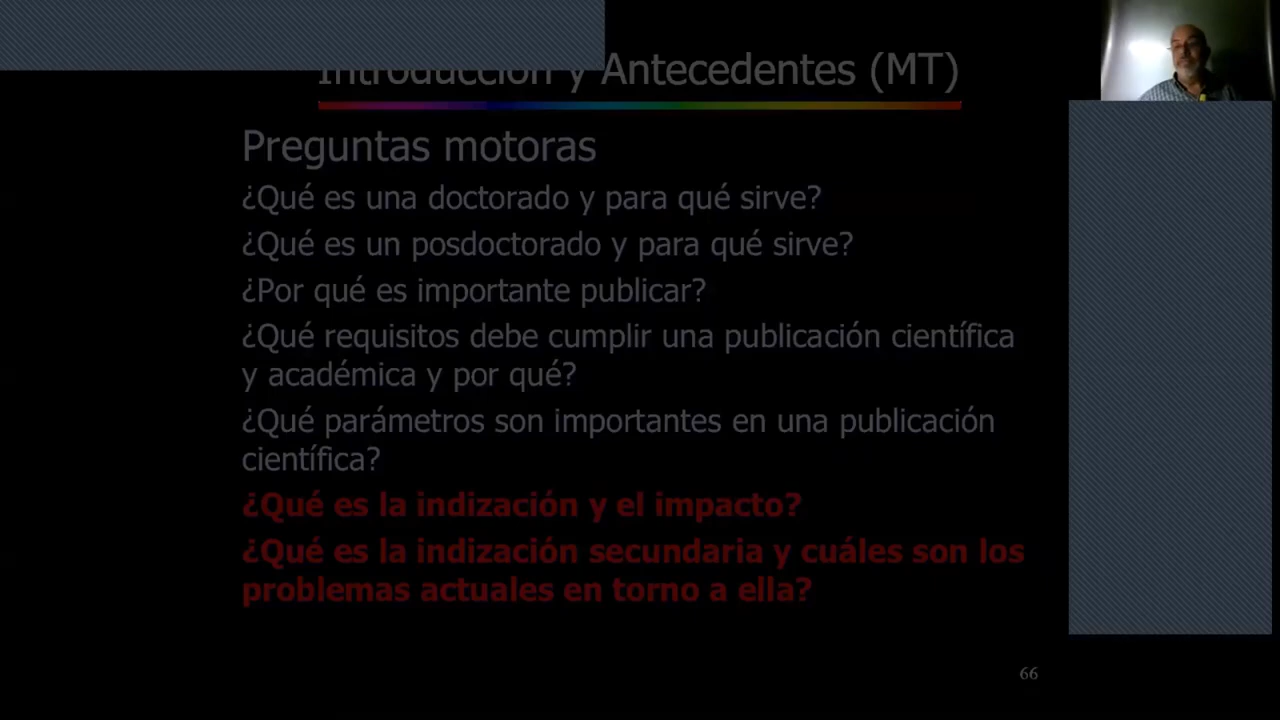 Introducción y Antecedentes (MT)
Preguntas motoras
¿Qué es una doctorado y para qué sirve?
¿Qué es un posdoctorado y para qué sirve?
¿Por qué es importante publicar?
¿Qué requisitos debe cumplir una publicación científica
y académica y por qué?
¿Qué parámetros son importantes en una publicación
científica?
¿Qué es la indización y el impacto?
¿Qué es la indización secundaria y cuáles son los
problemas actuales en torno a ella?
66